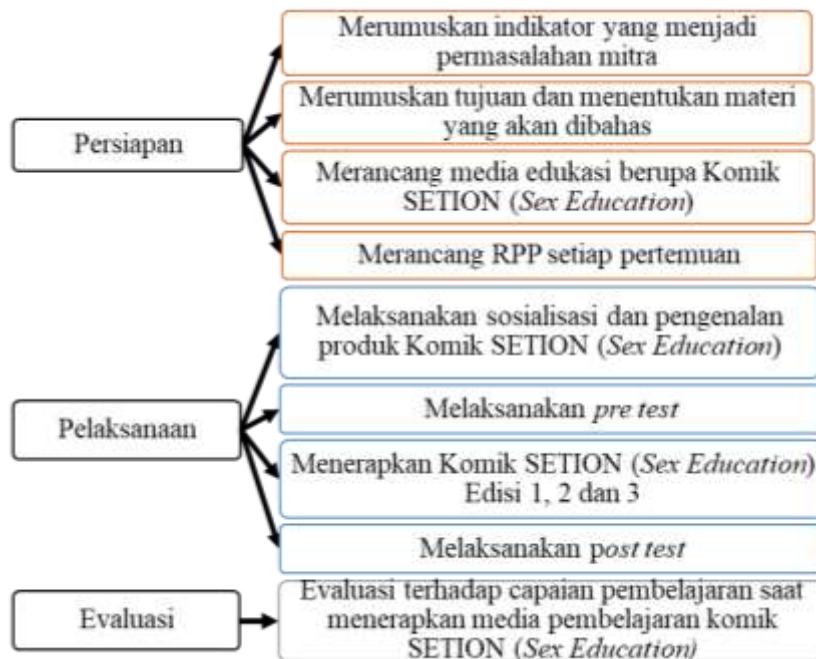 Persiapan
Merumuskan indikator yang menjadi
permasalahan mitra
Merumuskan tujuan dan menentukan materi
yang akan dibahas
Merancang media edukasi berupa Komik
SETION (Sex Education)
Merancang RPP setiap pertemuan
Pelaksanaan
Melaksanakan sosialisasi dan pengenalan
produk Komik SETION (Sex Education)
Melaksanakan pre test
Menerapkan Komik SETION (Sex Education)
Edisi 1, 2 dan 3
Melaksanakan post test
Evaluasi
Evaluasi terhadap capaian pembelajaran saat
menerapkan media pembelajaran komik
SETION (Sex Education)